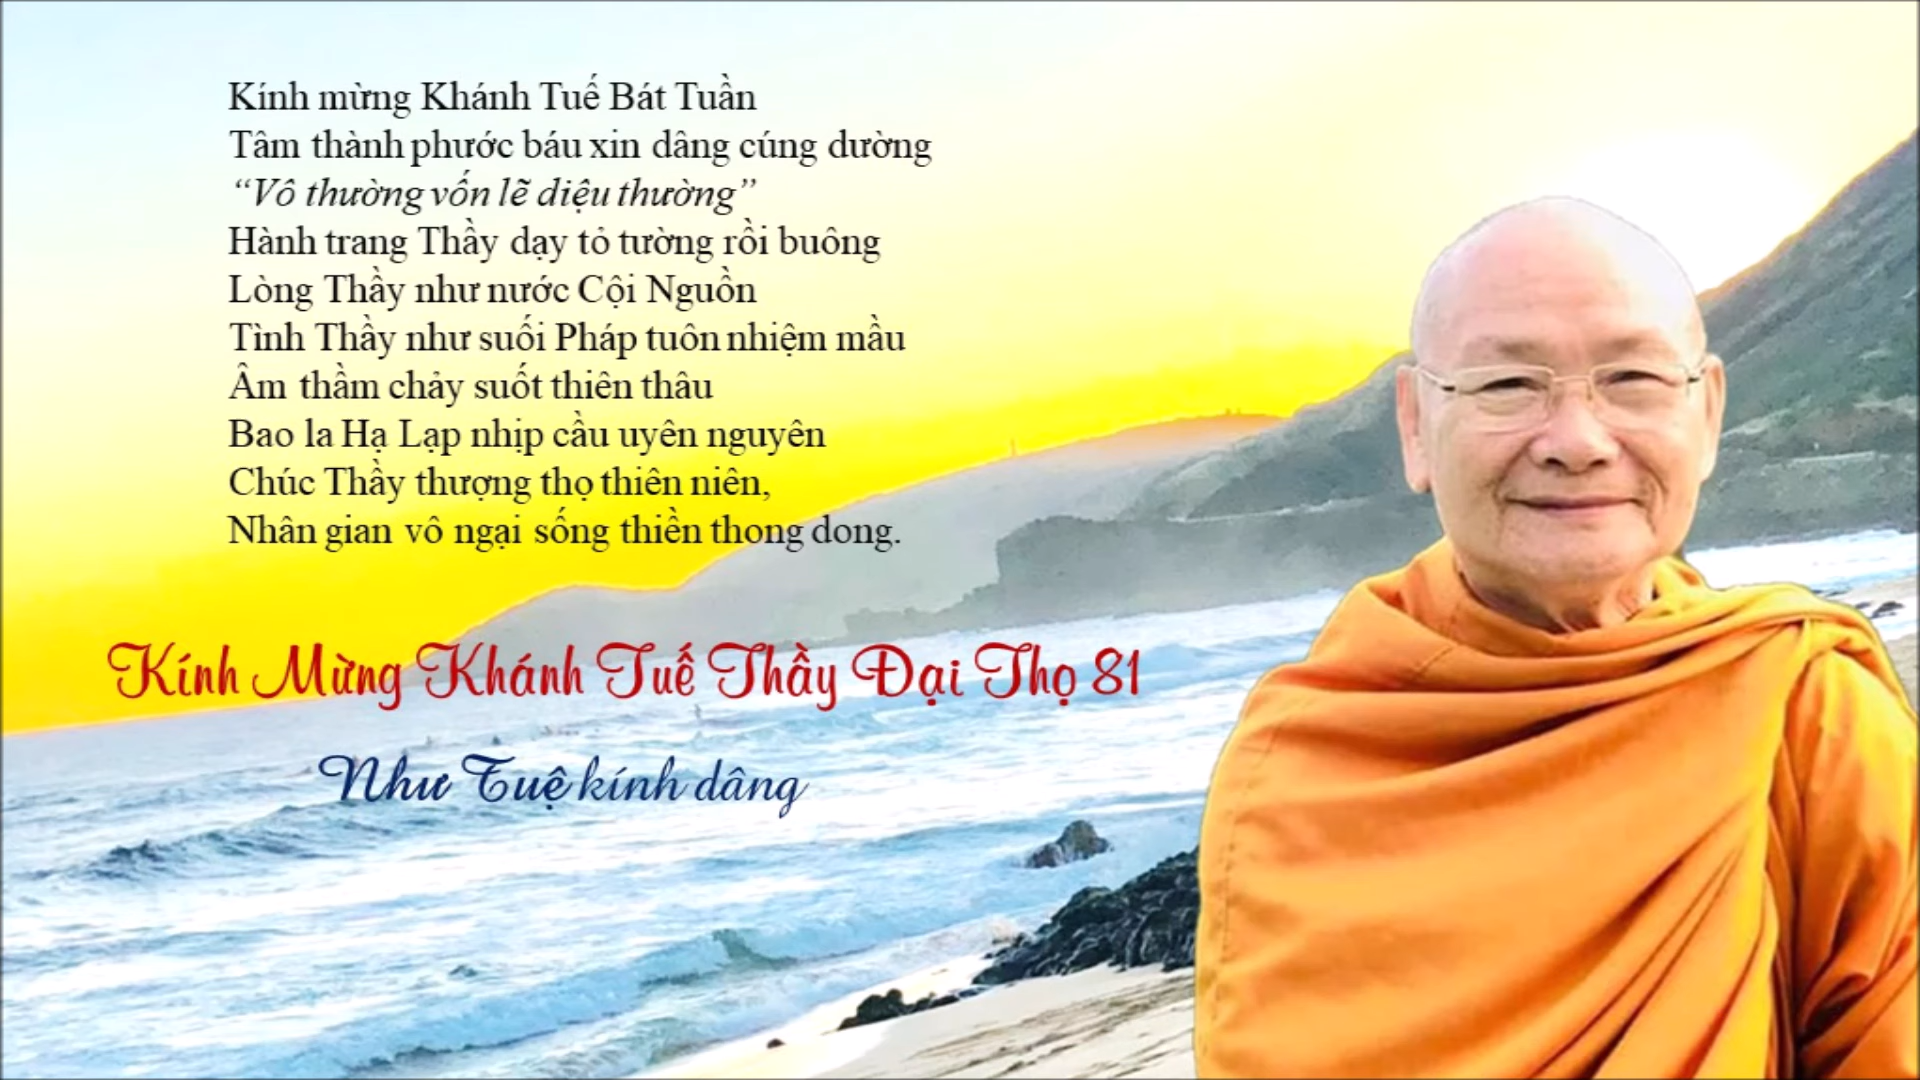 Kính mừng Khánh Tuế Bát Tuần
Tâm thành phước báu xin dâng cúng dường
“Vô thường vốn lẽ diệu thường”
Hành trang Thầy dạy tỏ tường rồi buông
Lòng Thầy như nước Cội Nguồn
Tình Thầy như suối Pháp tuôn nhiệm mầu
Âm thầm chảy suốt thiên thâu
Bao la Hạ Lạp nhịp cầu uyên nguyên
Chúc Thầy thượng thọ thiên niên,
Nhân gian vô ngại sống thiền thong dong.
Kính Mừng Khánh Tuế Thầy Đại Thọ 81
Như Tuệ kính dâng